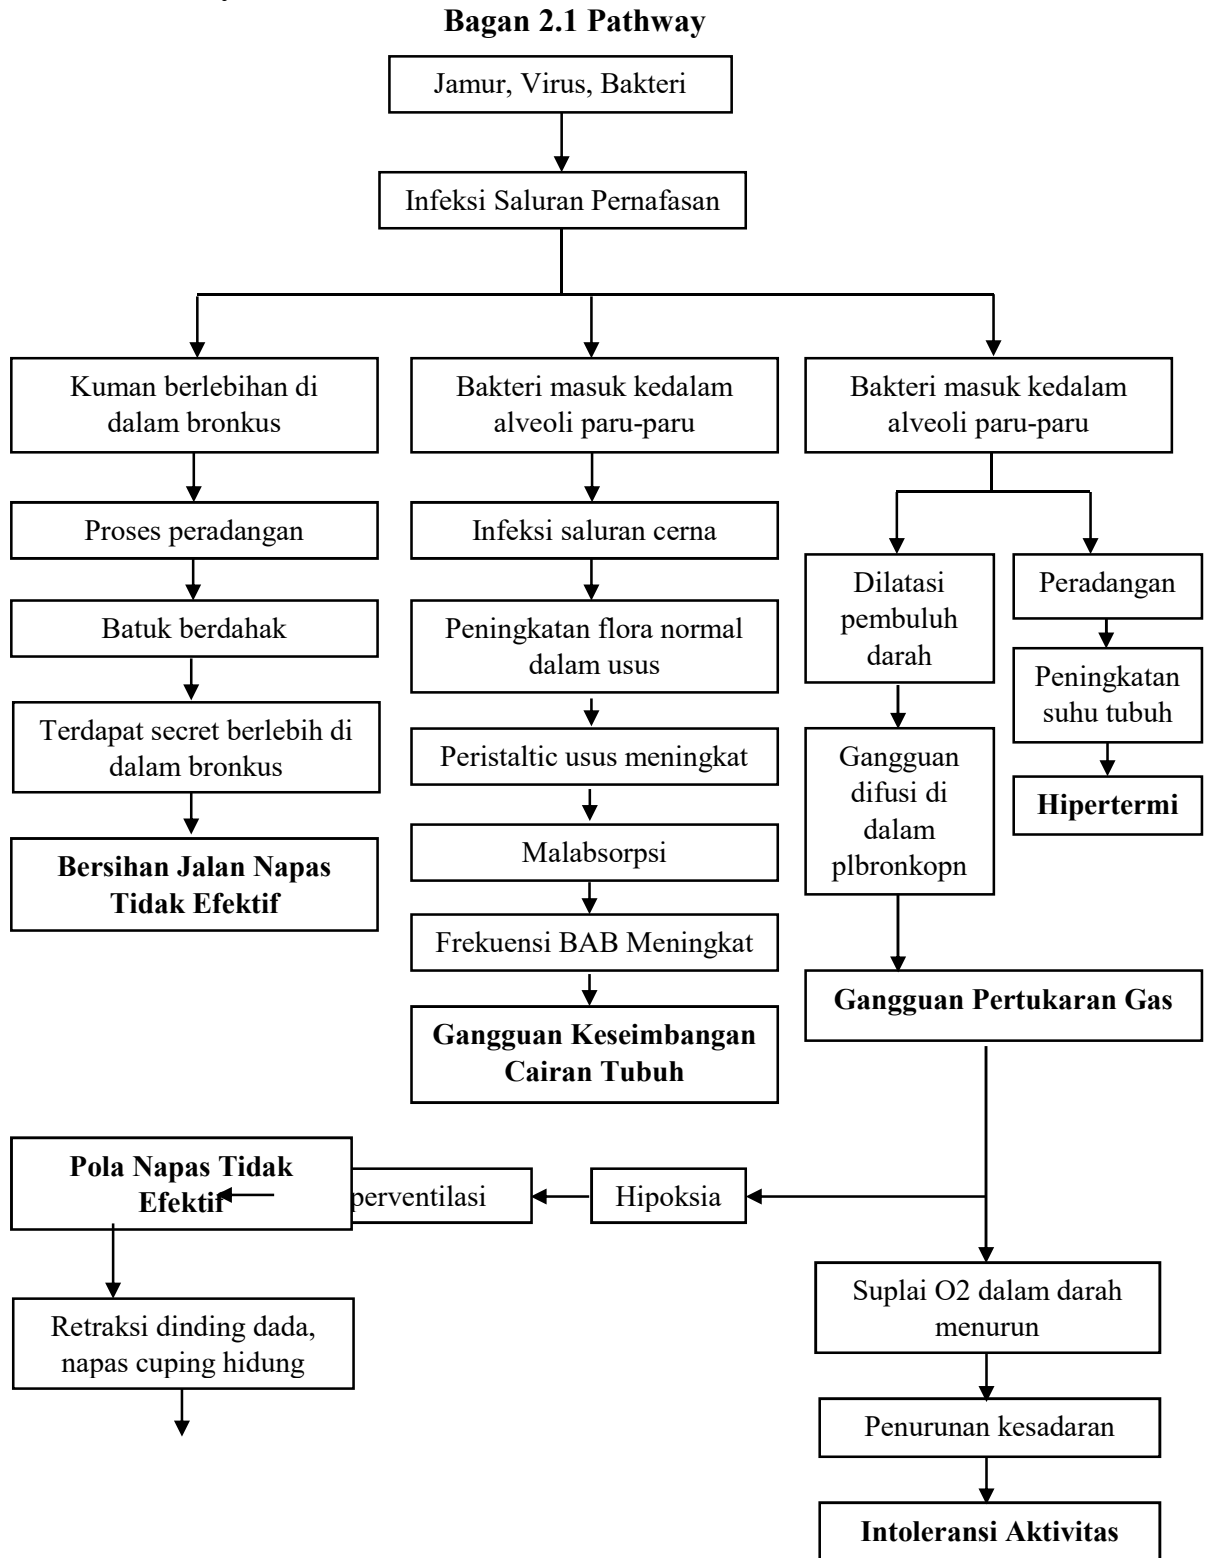 Bagan 2.1 Pathway
Jamur, Virus, Bakteri
Infeksi Saluran Pernafasan
Kuman berlebihan di
dalam bronkus
Proses peradangan
Batuk berdahak
Terdapat secret berlebih di
dalam bronkus
Bersihan Jalan Napas
Tidak Efektif
Bakteri masuk kedalam
alveoli paru-paru
Infeksi saluran cerna
Peningkatan flora normal
dalam usus
Peristaltic usus meningkat
Malabsorpsi
Frekuensi BAB Meningkat
Gangguan Keseimbangan
Cairan Tubuh
Bakteri masuk kedalam
alveoli paru-paru
Dilatasi
pembuluh
darah
Gangguan
difusi di
dalam
plbronkopn
Peradangan
Peningkatan
suhu tubuh
Hipertermi
Gangguan Pertukaran Gas
Pola Napas Tidak
Efektif
perventilasi
Hipoksia
Retraksi dinding dada,
napas cuping hidung
Suplai O2 dalam darah
menurun
Penurunan kesadaran
Intoleransi Aktivitas